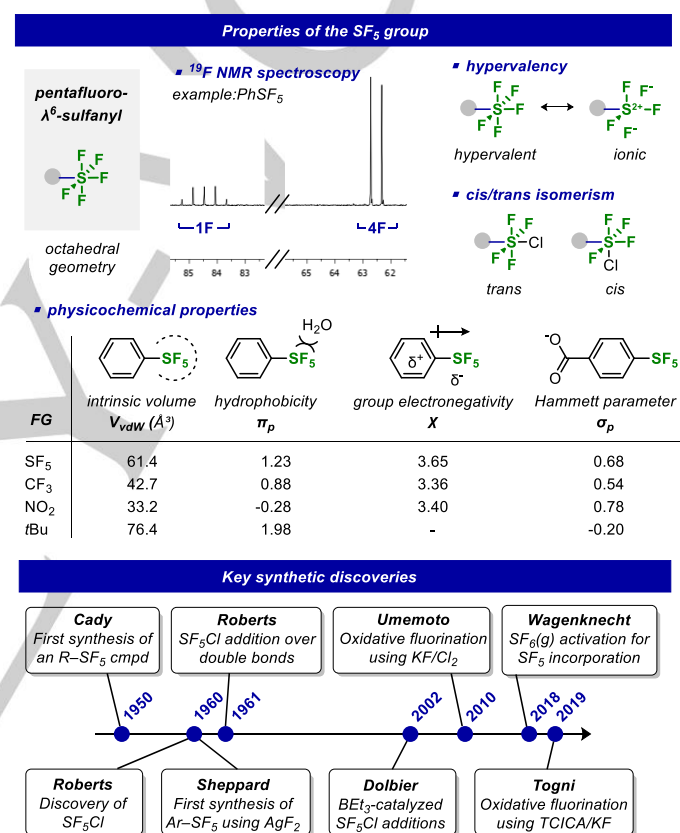 Properties of the SF5 group
pentafluoro-
λ6-sulfanyl
F
F
S
F
F
F
octahedral
geometry
▪ 19F NMR spectroscopy
example:PhSF5
1F
4F
85 84 83 65 64 63 62
▪ hypervalency
F
F
S
F
F
F
hypervalent
F
F-
S2+
F
F
F-
ionic
▪ cis/trans isomerism
F
F
S
Cl
F
F
trans
F
F
S
F
F
Cl
cis
▪ physicochemical properties
SF5
H2O
SF5
δ+
SF5
δ-
-O
O
SF5
intrinsic volume hydrophobicity group electronegativity Hammett parameter
FG VvdW (Å3) πp χ σp
SF5 61.4 1.23 3.65 0.68
CF3 42.7 0.88 3.36 0.54
NO2 33.2 -0.28 3.40 0.78
tBu 76.4 1.98 - -0.20
Key synthetic discoveries
Cady
First synthesis of
an R–SF5 cmpd
Roberts
SF5Cl addition over
double bonds
Umemoto
Oxidative fluorination
using KF/Cl2
Wagenknecht
SF6(g) activation for
SF5 incorporation
1950 1960 1961 2002 2010 2018 2019
Roberts
Discovery of
SF5Cl
Sheppard
First synthesis of
Ar–SF5 using AgF2
Dolbier
BEt3-catalyzed
SF5Cl additions
Togni
Oxidative fluorination
using TCICA/KF